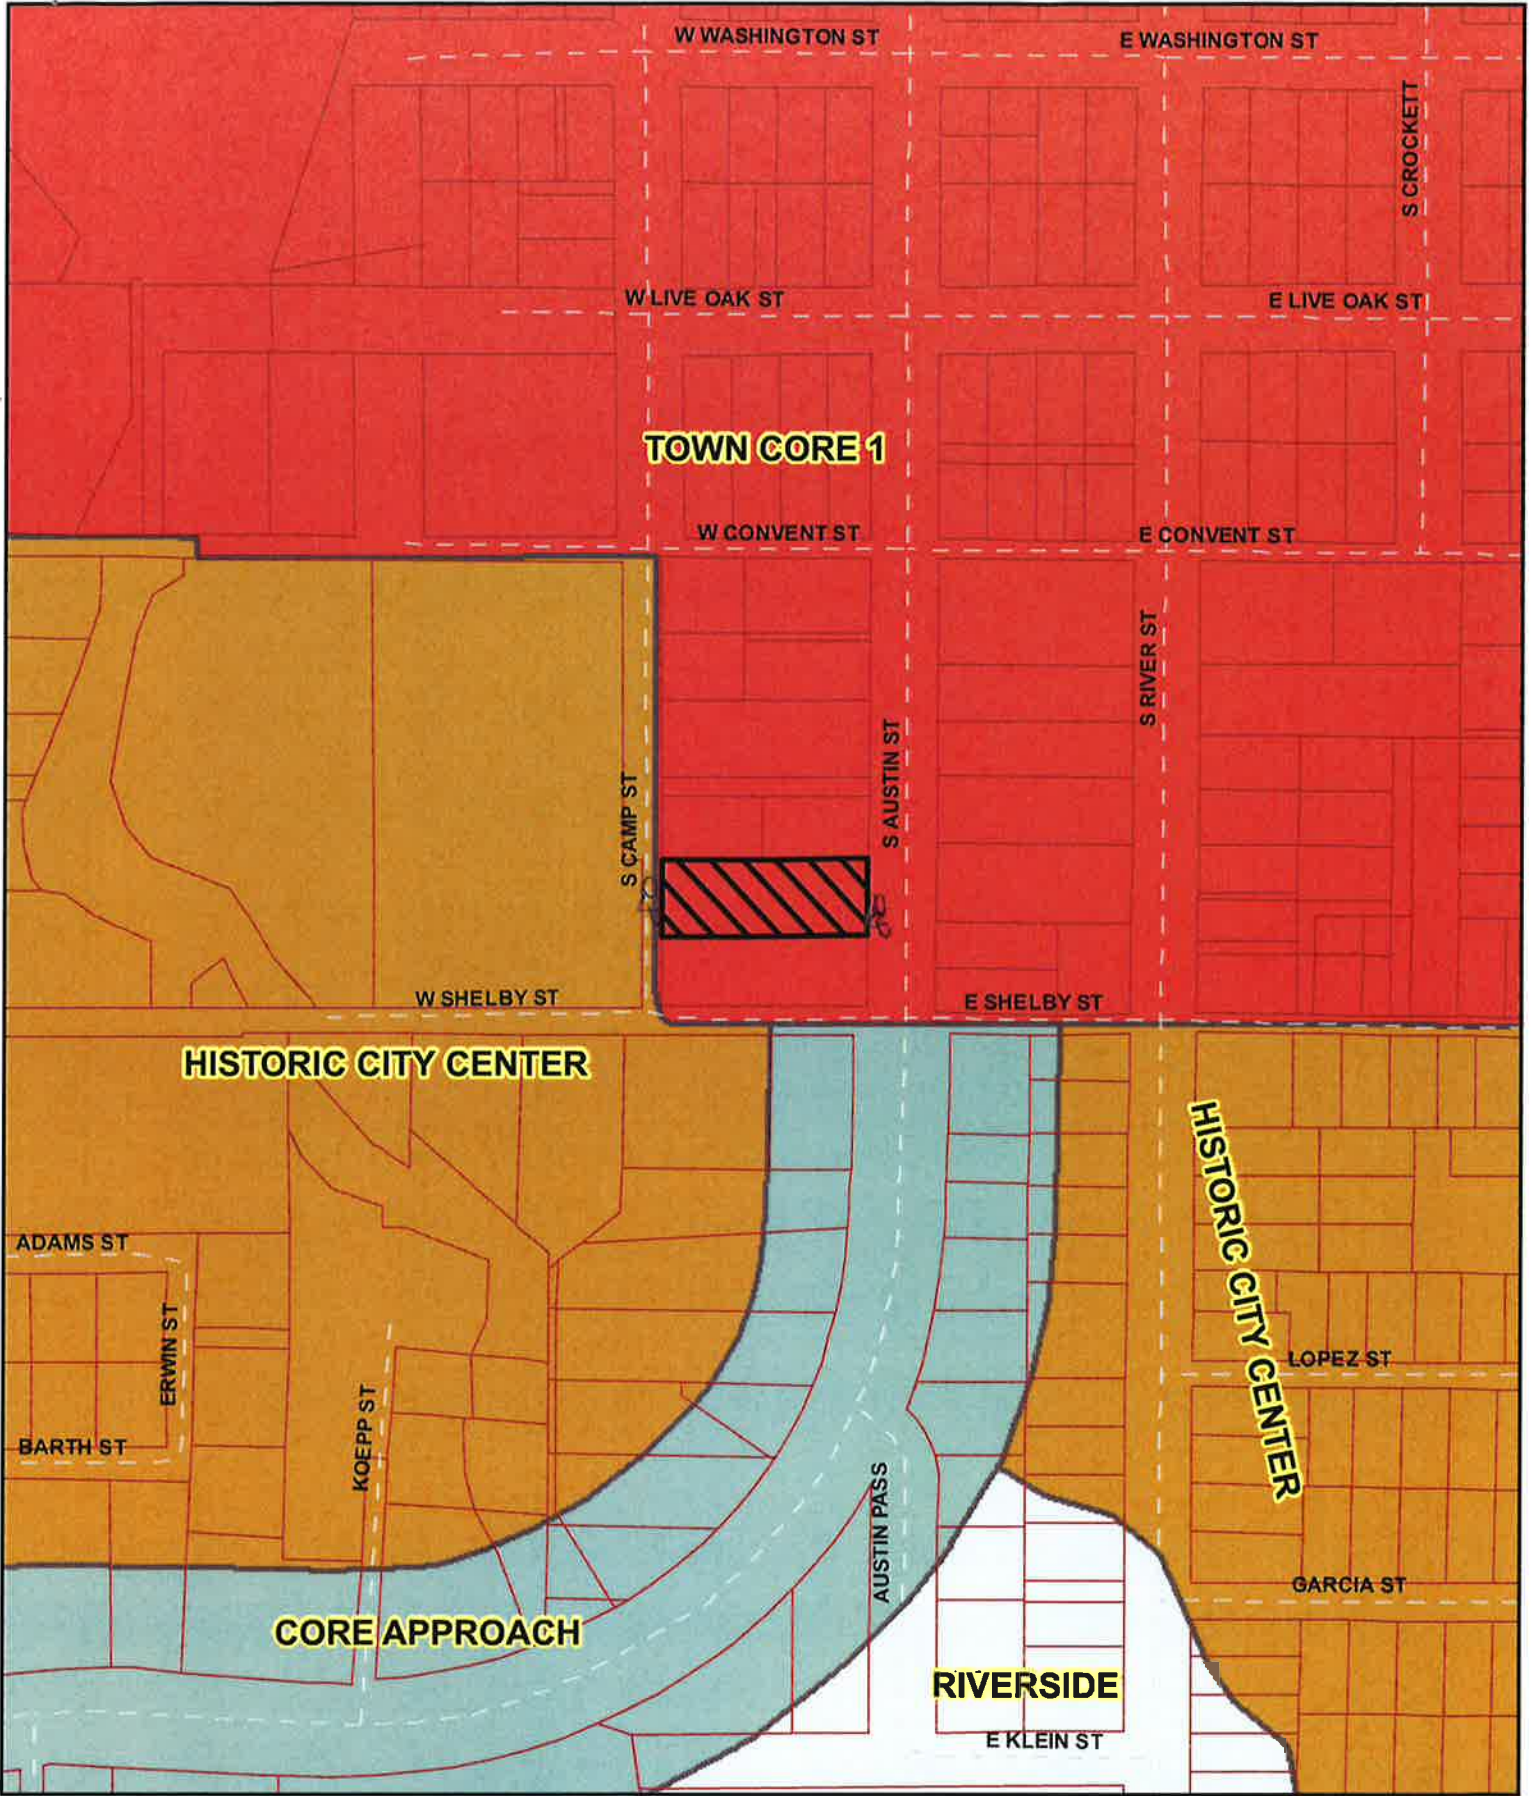 W WASHINGTON ST
E WASHINGTON ST
S CROCKETT
W LIVE OAK ST
E LIVE OAK ST
TOWN CORE 1
W CONVENT ST
E CONVENT ST
S RIVER ST
S AUSTIN ST
S CAMP ST
W SHELBY ST
E SHELBY ST
HISTORIC CITY CENTER
HISTORIC CITY CENTER
ADAMS ST
ERWIN ST
LOPEZ ST
KOEPP ST
BARTH ST
AUSTIN PASS
GARCIA ST
CORE APPROACH
RIVERSIDE
E KLEIN ST